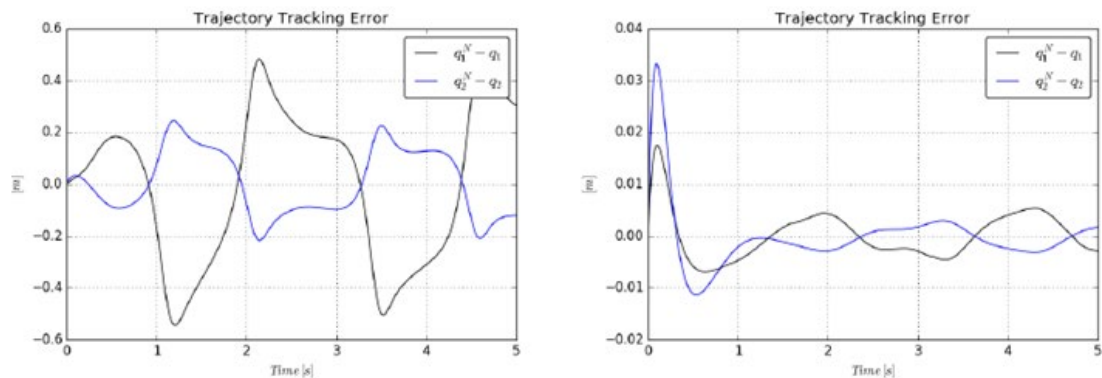 Trajectory Tracking Error
0.6
0.4
0.2
0.0
−0.2
−0.4
−0.6
[m]
q₁ᴺ − q₁
q₂ᴺ − q₂
0 1 2 3 4 5
Time [s]
Trajectory Tracking Error
0.04
0.03
0.02
0.01
0.00
−0.01
−0.02
[m]
q₁ᴺ − q₁
q₂ᴺ − q₂
0 1 2 3 4 5
Time [s]